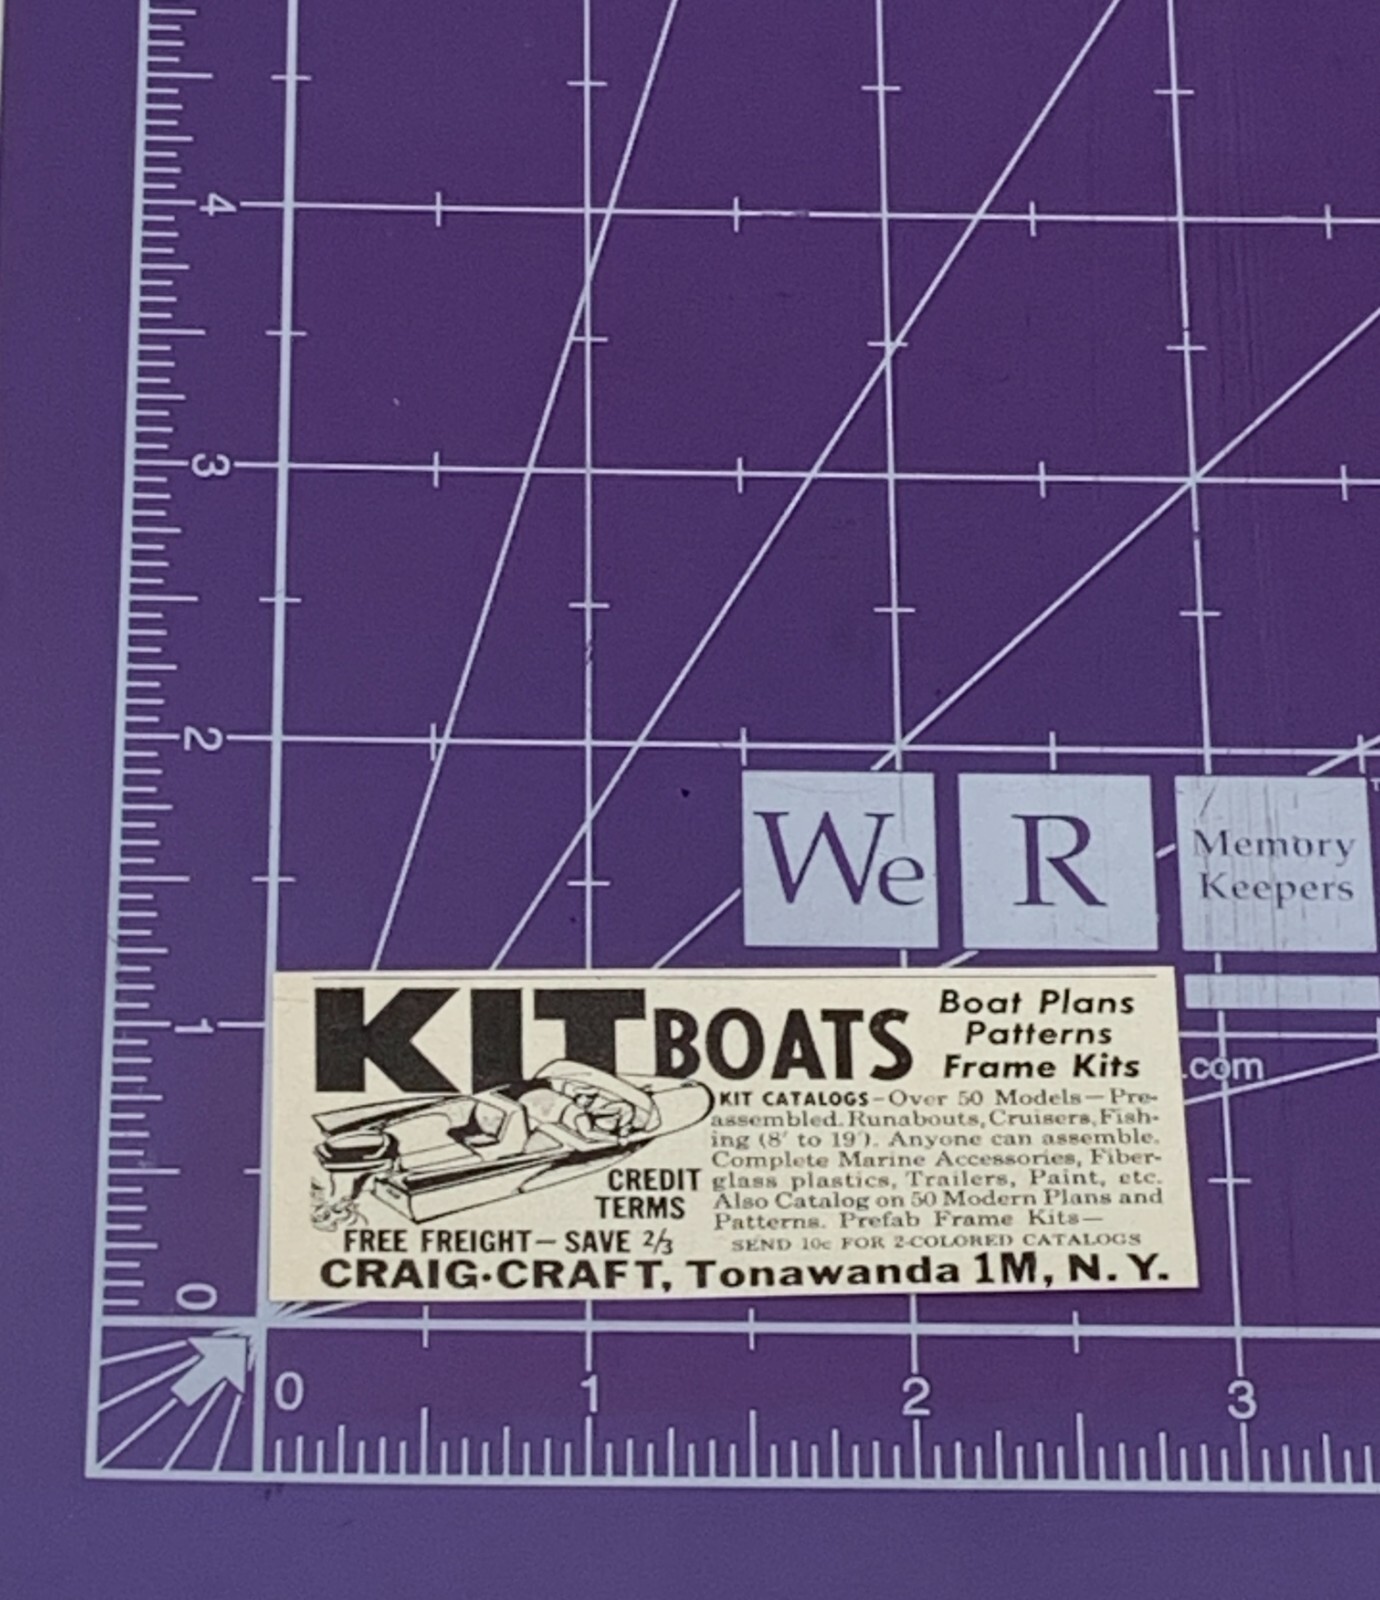 4
3
2
We R Memory
Keepers
1
KIT BOATS
Boat Plans
Patterns
Frame Kits
.com
KIT CATALOGS—Over 50 Models—Pre-
assembled. Runabouts, Cruisers, Fish-
ing (8' to 19'). Anyone can assemble.
Complete Marine Accessories, Fiber-
glass plastics, Trailers, Paint, etc.
Also Catalog on 50 Modern Plans and
Patterns. Prefab Frame Kits—
SEND 10c FOR 2-COLORED CATALOGS
CREDIT
TERMS
FREE FREIGHT— SAVE 2/3
CRAIG·CRAFT, Tonawanda 1M, N. Y.
0
0 1 2 3